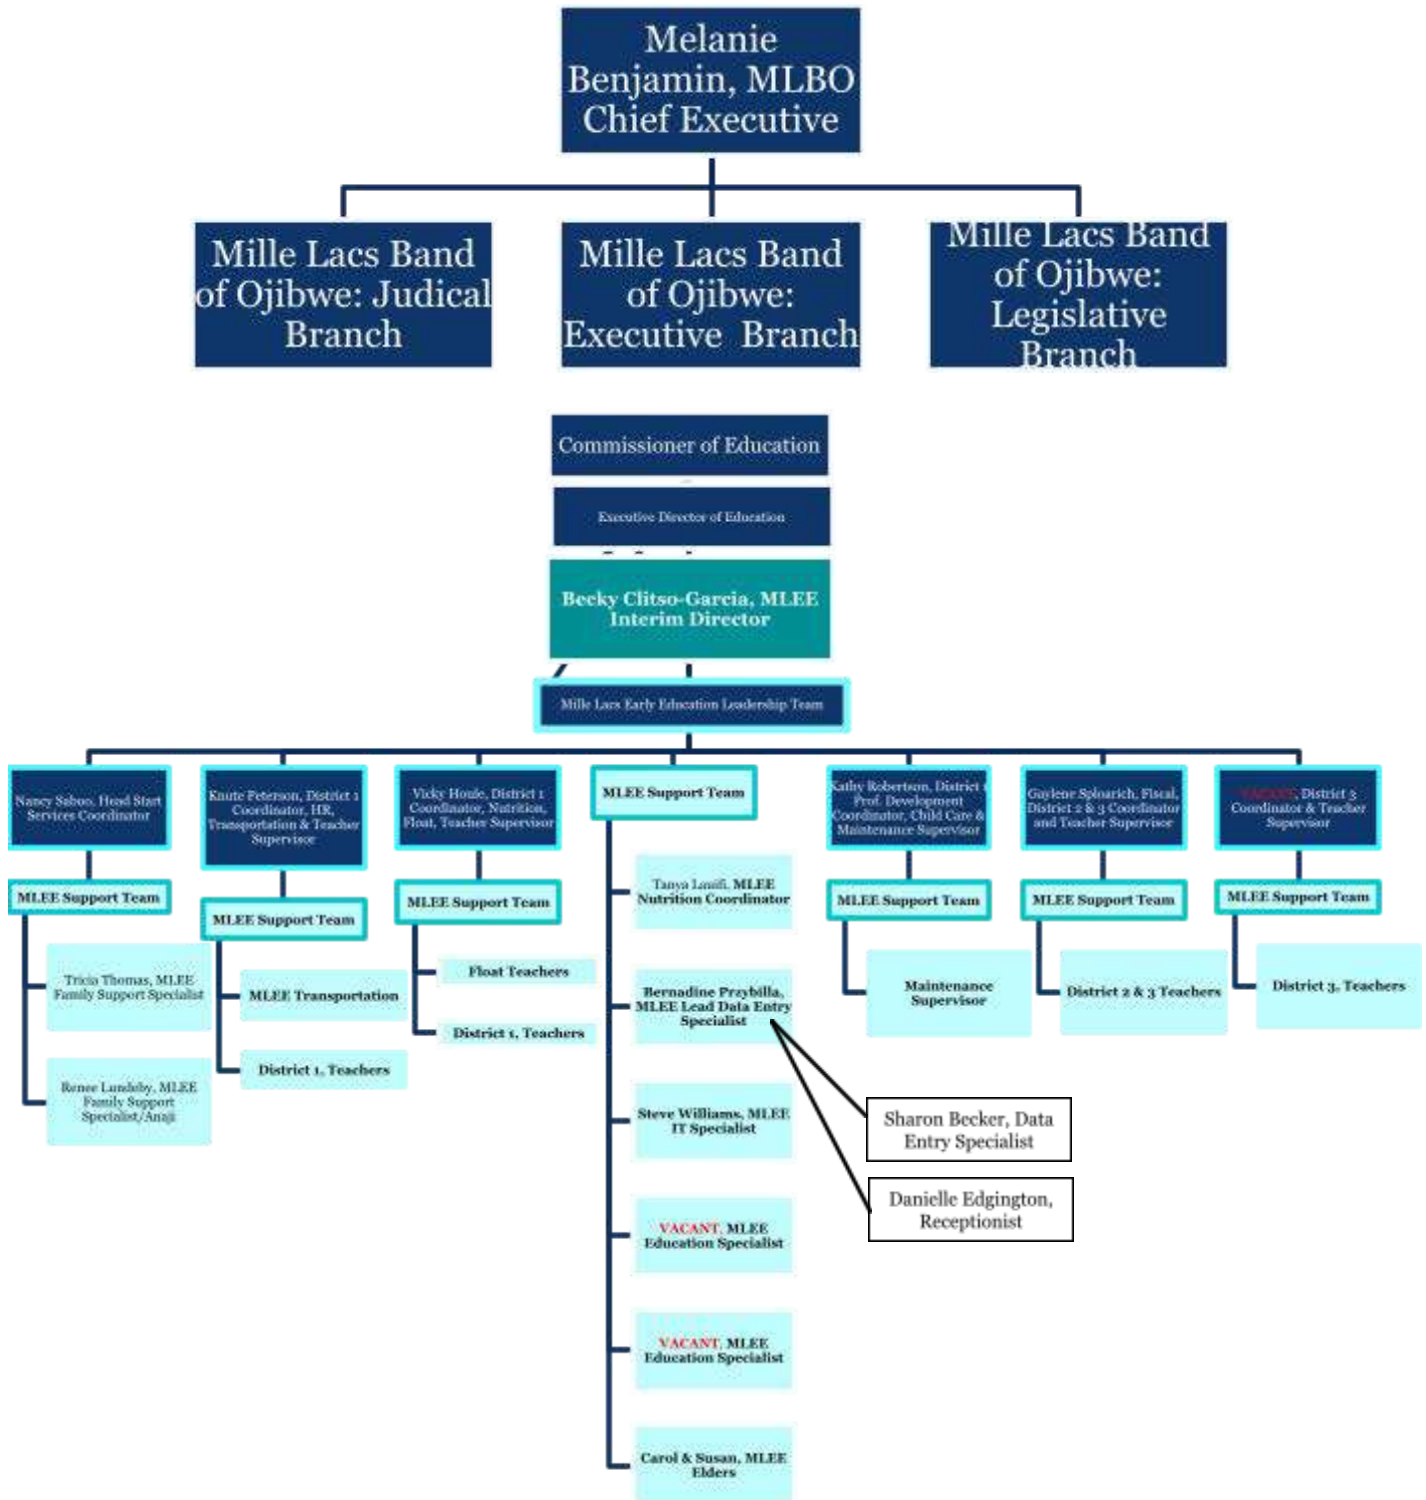 Melanie
Benjamin, MLBO
Chief Executive
Mille Lacs Band
of Ojibwe: Judical
Branch
Mille Lacs Band
of Ojibwe:
Executive Branch
Mille Lacs Band
of Ojibwe:
Legislative
Branch
Commissioner of Education
Executive Director of Education
Becky Clitso-Garcia, MLEE
Interim Director
Mille Lacs Early Education Leadership Team
Nancy Saboo, Head Start
Services Coordinator
MLEE Support Team
Tricia Thomas, MLEE
Family Support Specialist
Renee Lundeby, MLEE
Family Support
Specialist/Anaji
Knute Peterson, District 1
Coordinator, HR,
Transportation & Teacher
Supervisor
MLEE Support Team
MLEE Transportation
District 1, Teachers
Vicky Houle, District 1
Coordinator, Nutrition,
Float, Teacher Supervisor
MLEE Support Team
Float Teachers
District 1, Teachers
MLEE Support Team
Tanya MLEE
Nutrition Coordinator
Bernadine Przybilla,
MLEE Lead Data Entry
Specialist
Sharon Becker, Data
Entry Specialist
Danielle Edgington,
Receptionist
Steve Williams, MLEE
IT Specialist
VACANT, MLEE
Education Specialist
VACANT, MLEE
Education Specialist
Carol & Susan, MLEE
Elders
Kathy Robertson, District 1
Prof. Development
Coordinator, Child Care &
Maintenance Supervisor
MLEE Support Team
Maintenance
Supervisor
Gaylene Spolarich, Fiscal,
District 2 & 3 Coordinator
and Teacher Supervisor
MLEE Support Team
District 2 & 3 Teachers
VACANT, District 3
Coordinator & Teacher
Supervisor
MLEE Support Team
District 3, Teachers